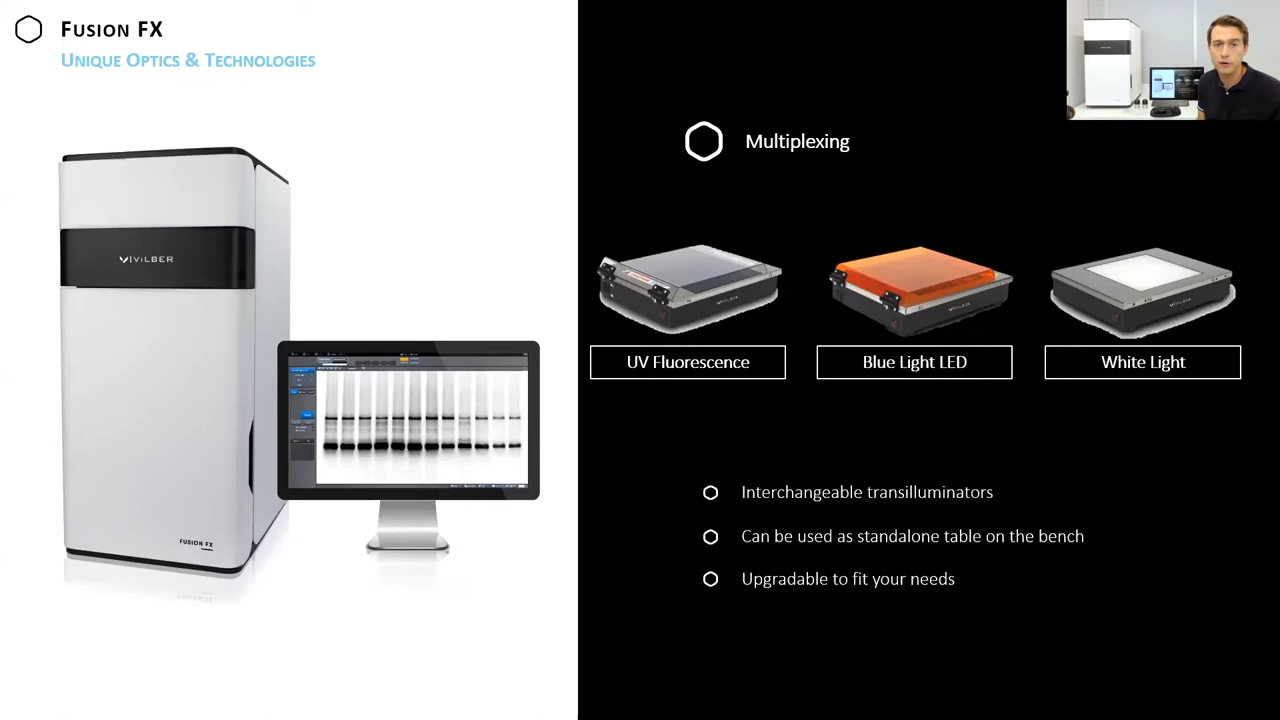 FUSION FX
UNIQUE OPTICS & TECHNOLOGIES
VILBER
FUSION FX
Multiplexing
UV Fluorescence
Blue Light LED
White Light
Interchangeable transilluminators
Can be used as standalone table on the bench
Upgradable to fit your needs